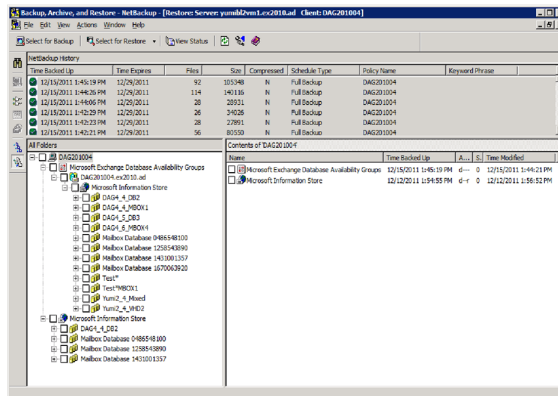 Backup, Archive, and Restore - NetBackup - [Restore: Server: yumibl2vm1.ex2010.ad Client: DAG201004]
File Edit View Actions Window Help
Select for Backup Select for Restore View Status
NetBackup History
Time Backed Up Time Expires Files Size Compressed Schedule Type Policy Name Keyword Phrase
12/15/2011 1:45:19 PM 12/29/2011 92 105348 N Full Backup DAG201004
12/15/2011 1:44:26 PM 12/29/2011 114 140116 N Full Backup DAG201004
12/15/2011 1:44:06 PM 12/29/2011 28 28931 N Full Backup DAG201004
12/15/2011 1:42:29 PM 12/29/2011 26 24026 N Full Backup DAG201004
12/15/2011 1:42:23 PM 12/29/2011 28 27891 N Full Backup DAG201004
12/15/2011 1:42:21 PM 12/29/2011 56 80550 N Full Backup DAG201004
All Folders
DAG201004
Microsoft Exchange Database Availability Groups
DAG201004.ex2010.ad
Microsoft Information Store
DAG4_4_DB2
DAG4_4_MBOX1
DAG4_5_DB3
DAG4_6_MBOX4
Mailbox Database 0486548100
Mailbox Database 1258543890
Mailbox Database 1431001357
Mailbox Database 1670063920
Test*
Test*MBOX1
Yumi2_4_Mixed
Yumi2_4_VHD2
Microsoft Information Store
DAG4_4_DB2
Mailbox Database 0486548100
Mailbox Database 1258543890
Mailbox Database 1431001357
Contents of 'DAG201004'
Name Time Backed Up A... S. Time Modified
Microsoft Exchange Database Availability Groups 12/15/2011 1:45:19 PM d--- 0 12/15/2011 1:44:21 PM
Microsoft Information Store 12/12/2011 1:54:55 PM d--r 0 12/12/2011 1:56:52 PM